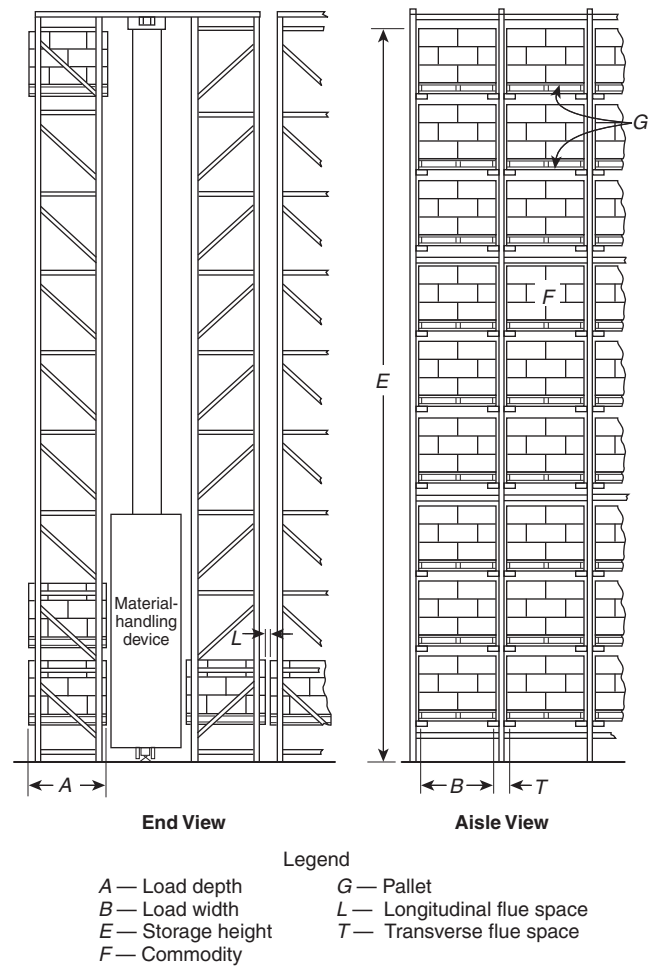 G
F
E
Material-
handling
device
L
A
B
T
End View
Aisle View
Legend
A — Load depth
B — Load width
E — Storage height
F — Commodity
G — Pallet
L — Longitudinal flue space
T — Transverse flue space